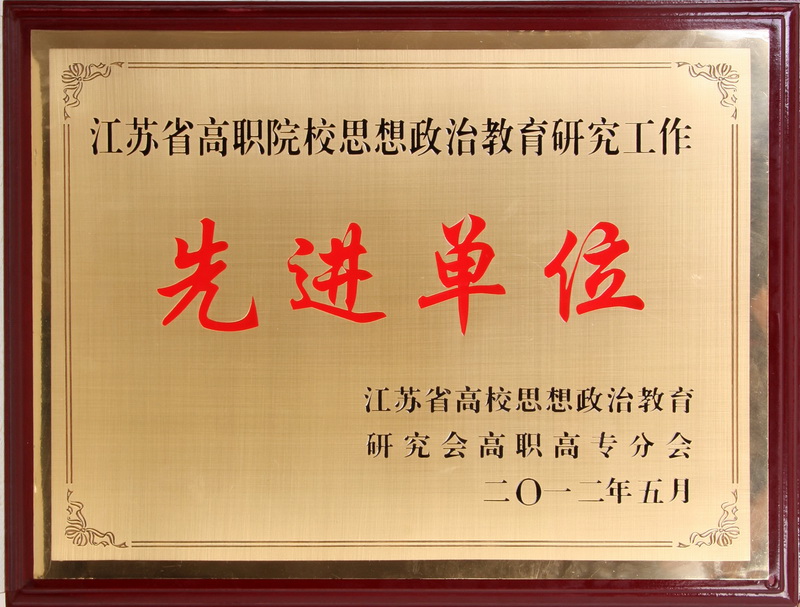 江苏省高职院校思想政治教育研究工作
先进单位
江苏省高校思想政治教育
研究会高职高专分会
二〇一二年五月